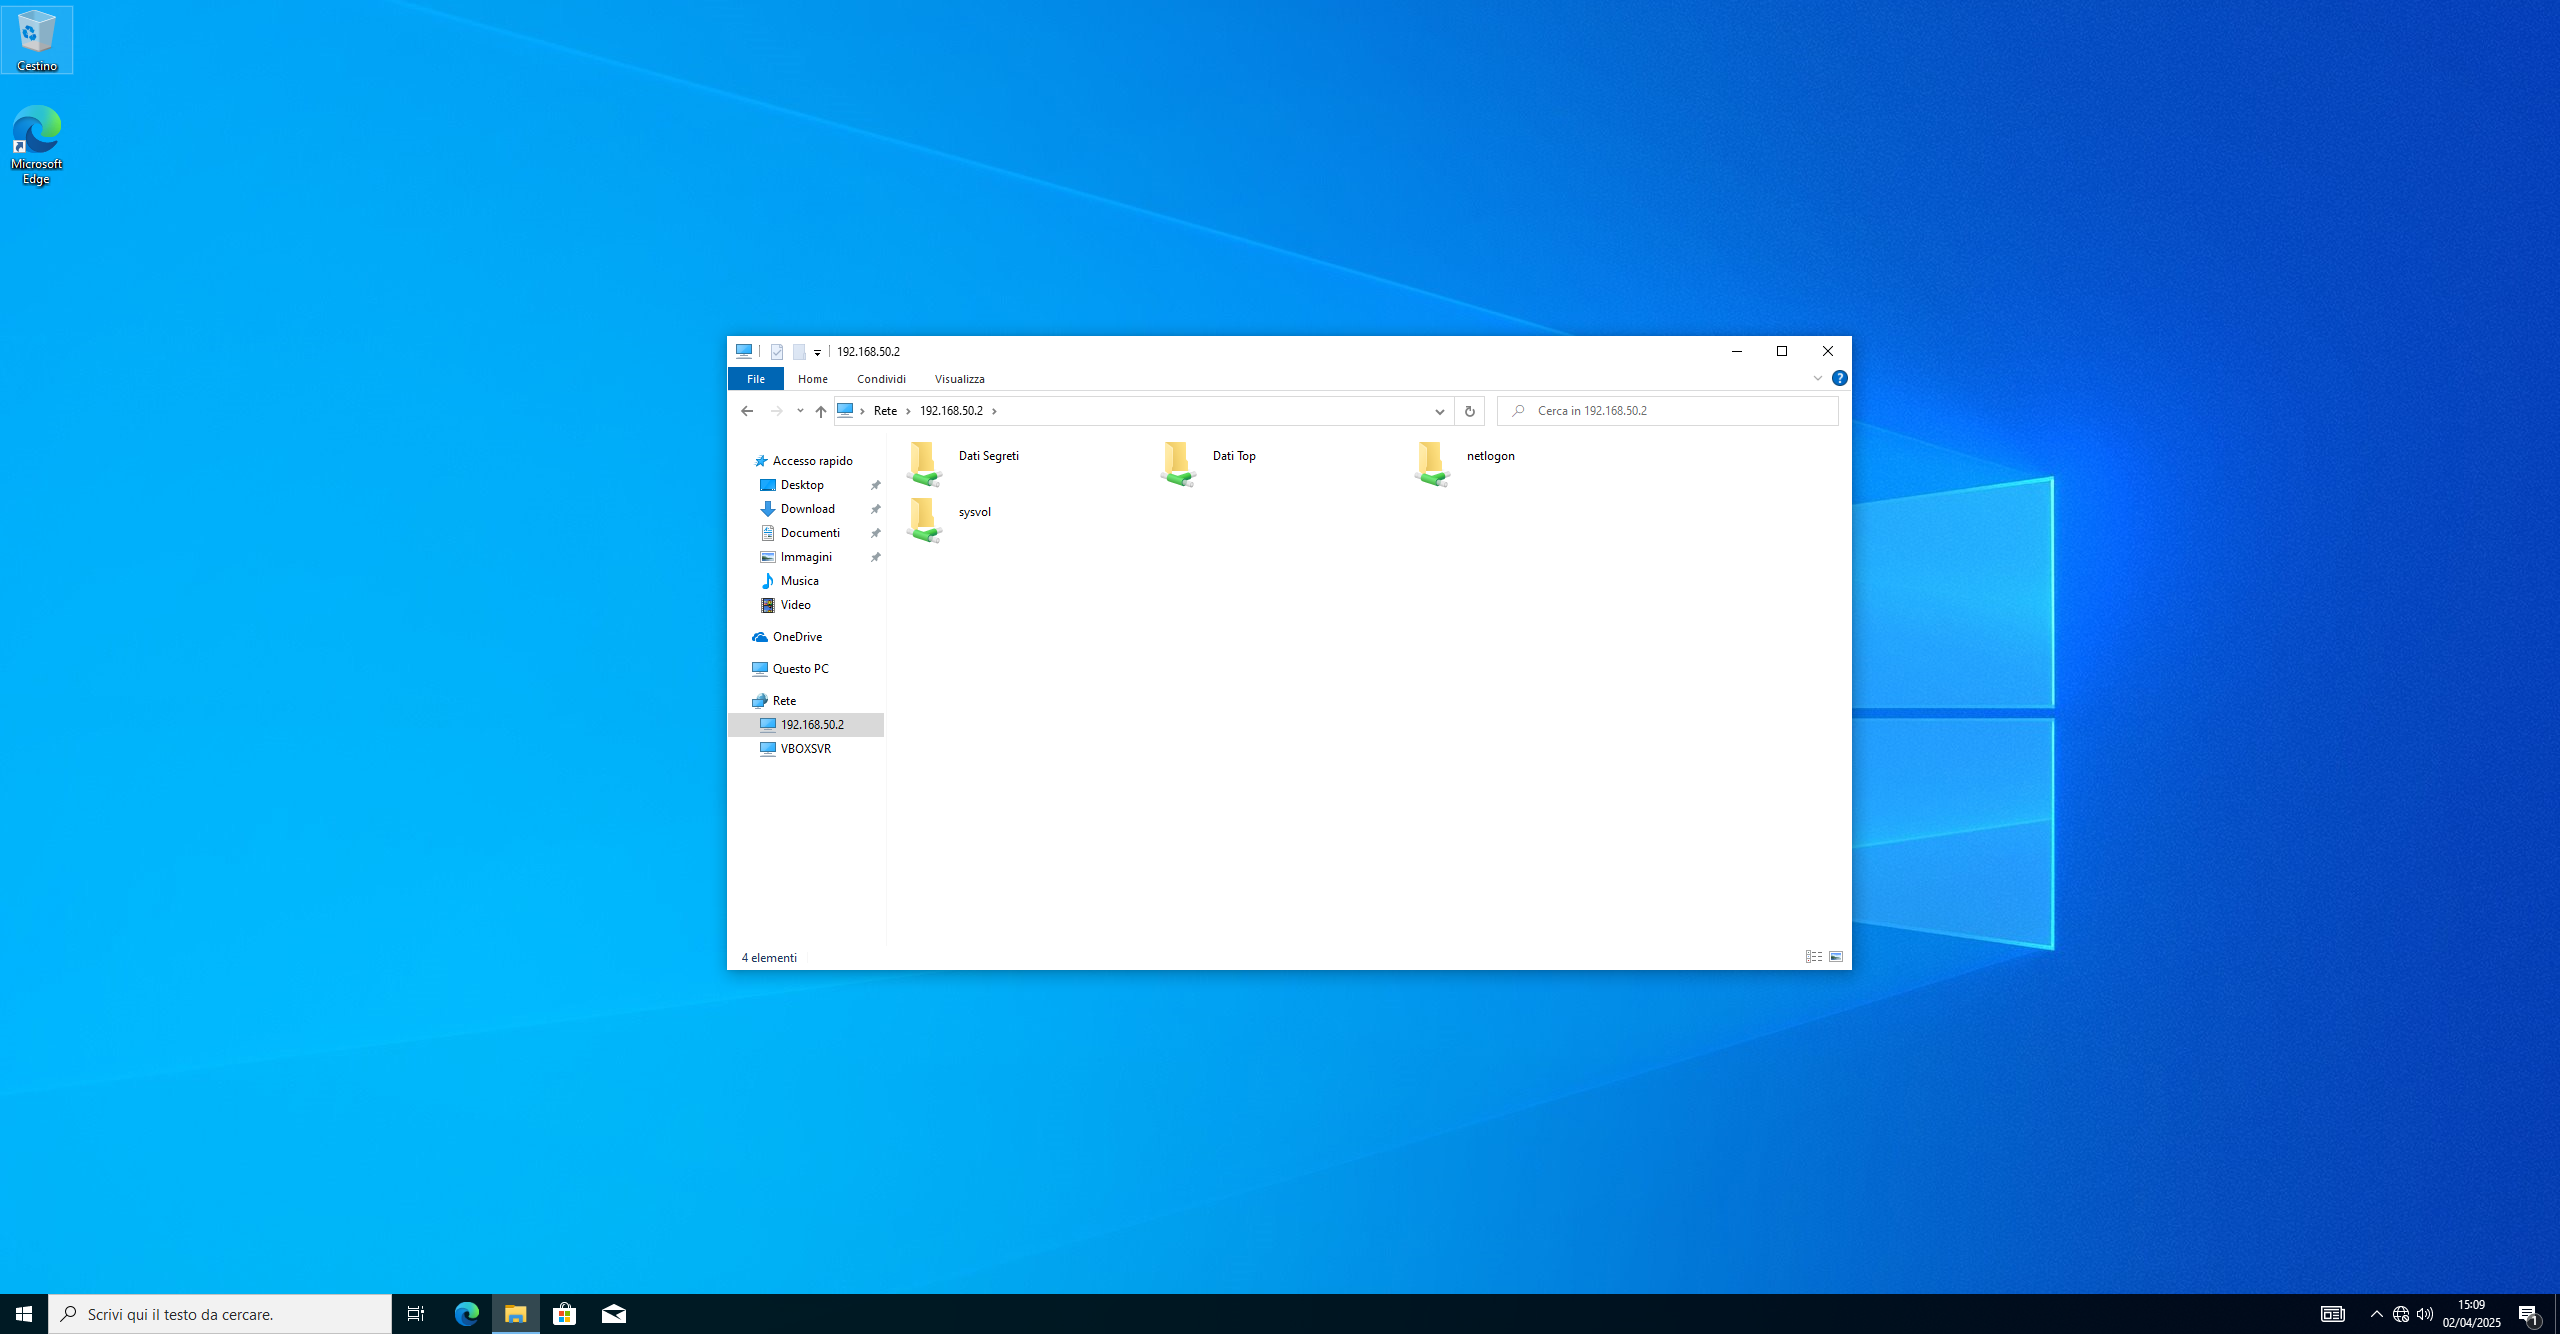 Cestino
Microsoft
Edge
192.168.50.2
File
Home
Condividi
Visualizza
Rete
192.168.50.2
Cerca in 192.168.50.2
Accesso rapido
Desktop
Download
Documenti
Immagini
Musica
Video
OneDrive
Questo PC
Rete
192.168.50.2
VBOXSVR
Dati Segreti
Dati Top
netlogon
sysvol
4 elementi
Scrivi qui il testo da cercare.
15:09
02/04/2025
1